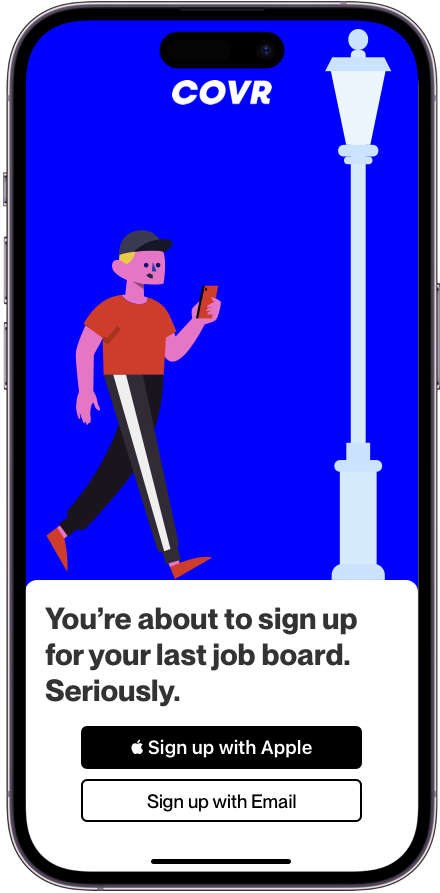 COVR
You’re about to sign up
for your last job board.
Seriously.
Sign up with Apple
Sign up with Email